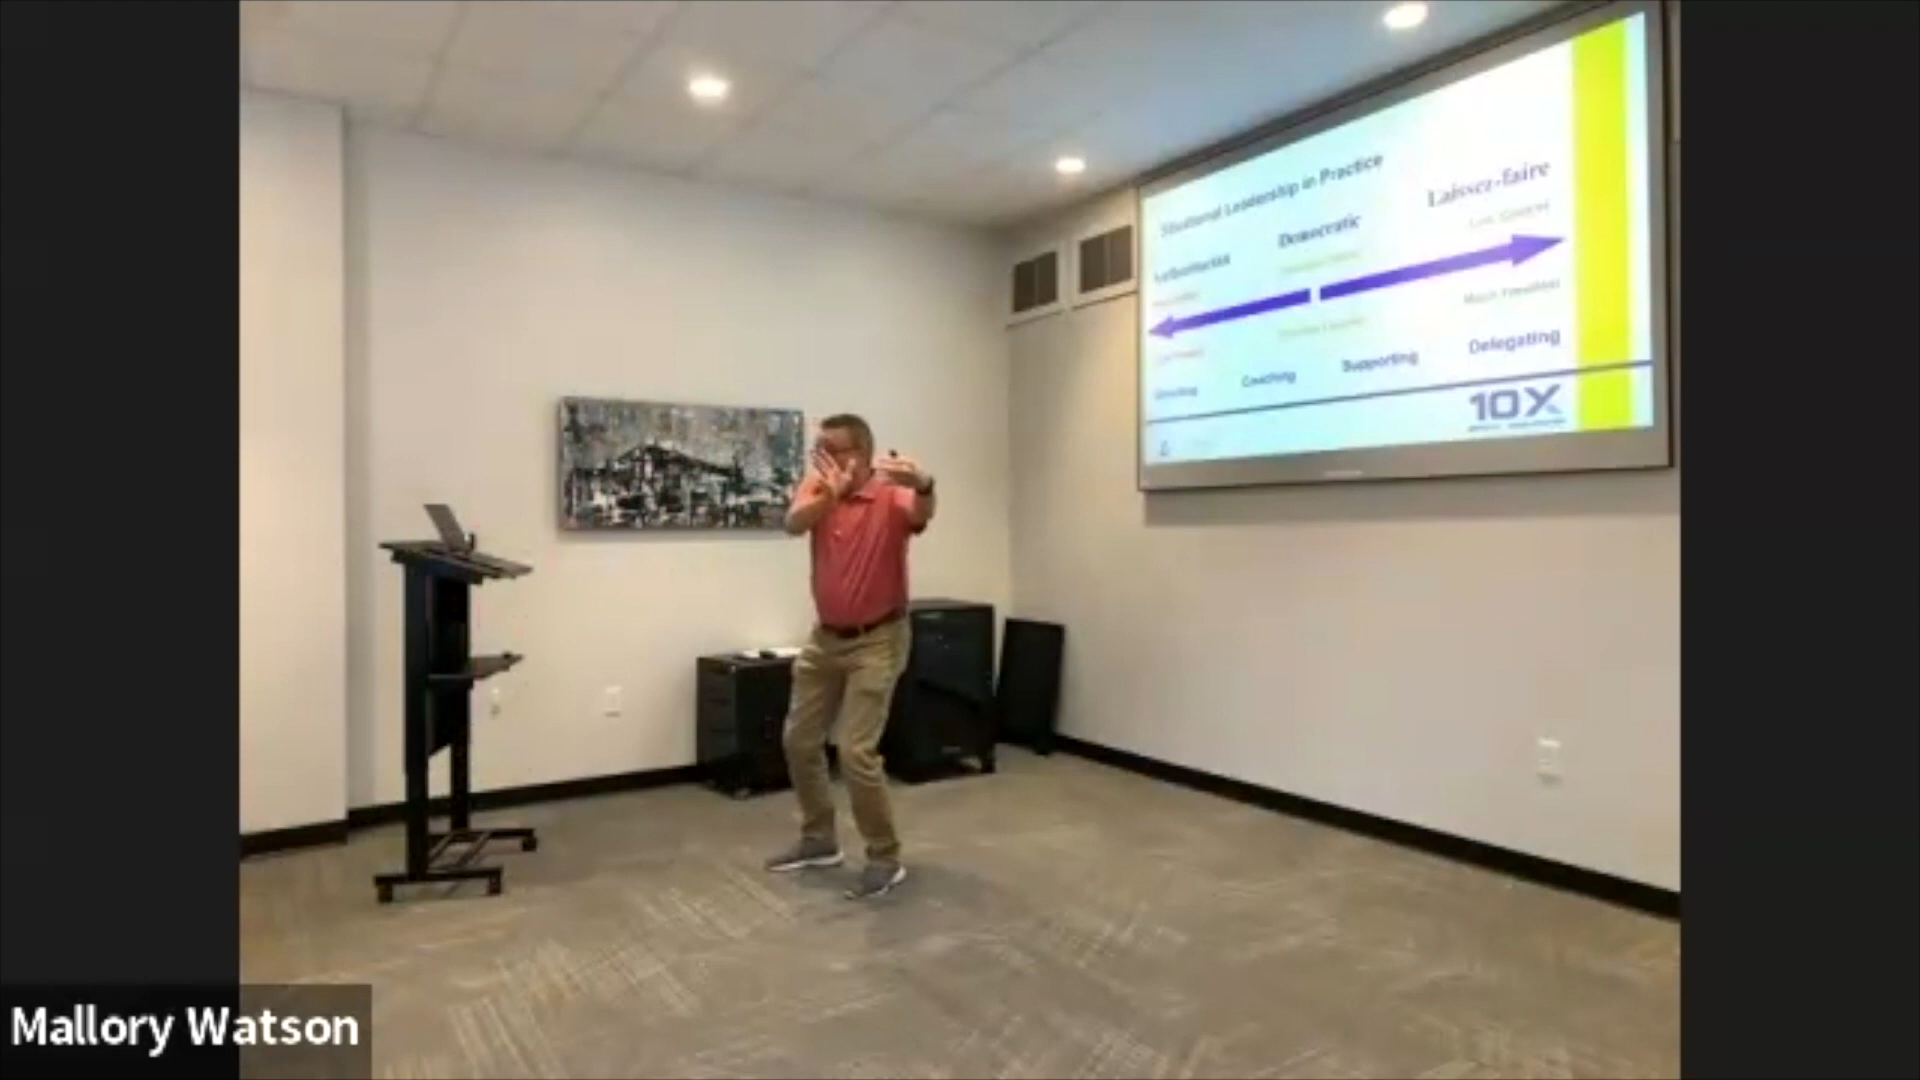 Situational Leadership in Practice
Laissez-faire
Democratic
Authoritarian
Low Control
Much Freedom
Delegating
Supporting
Coaching
Directing
10X
Mallory Watson